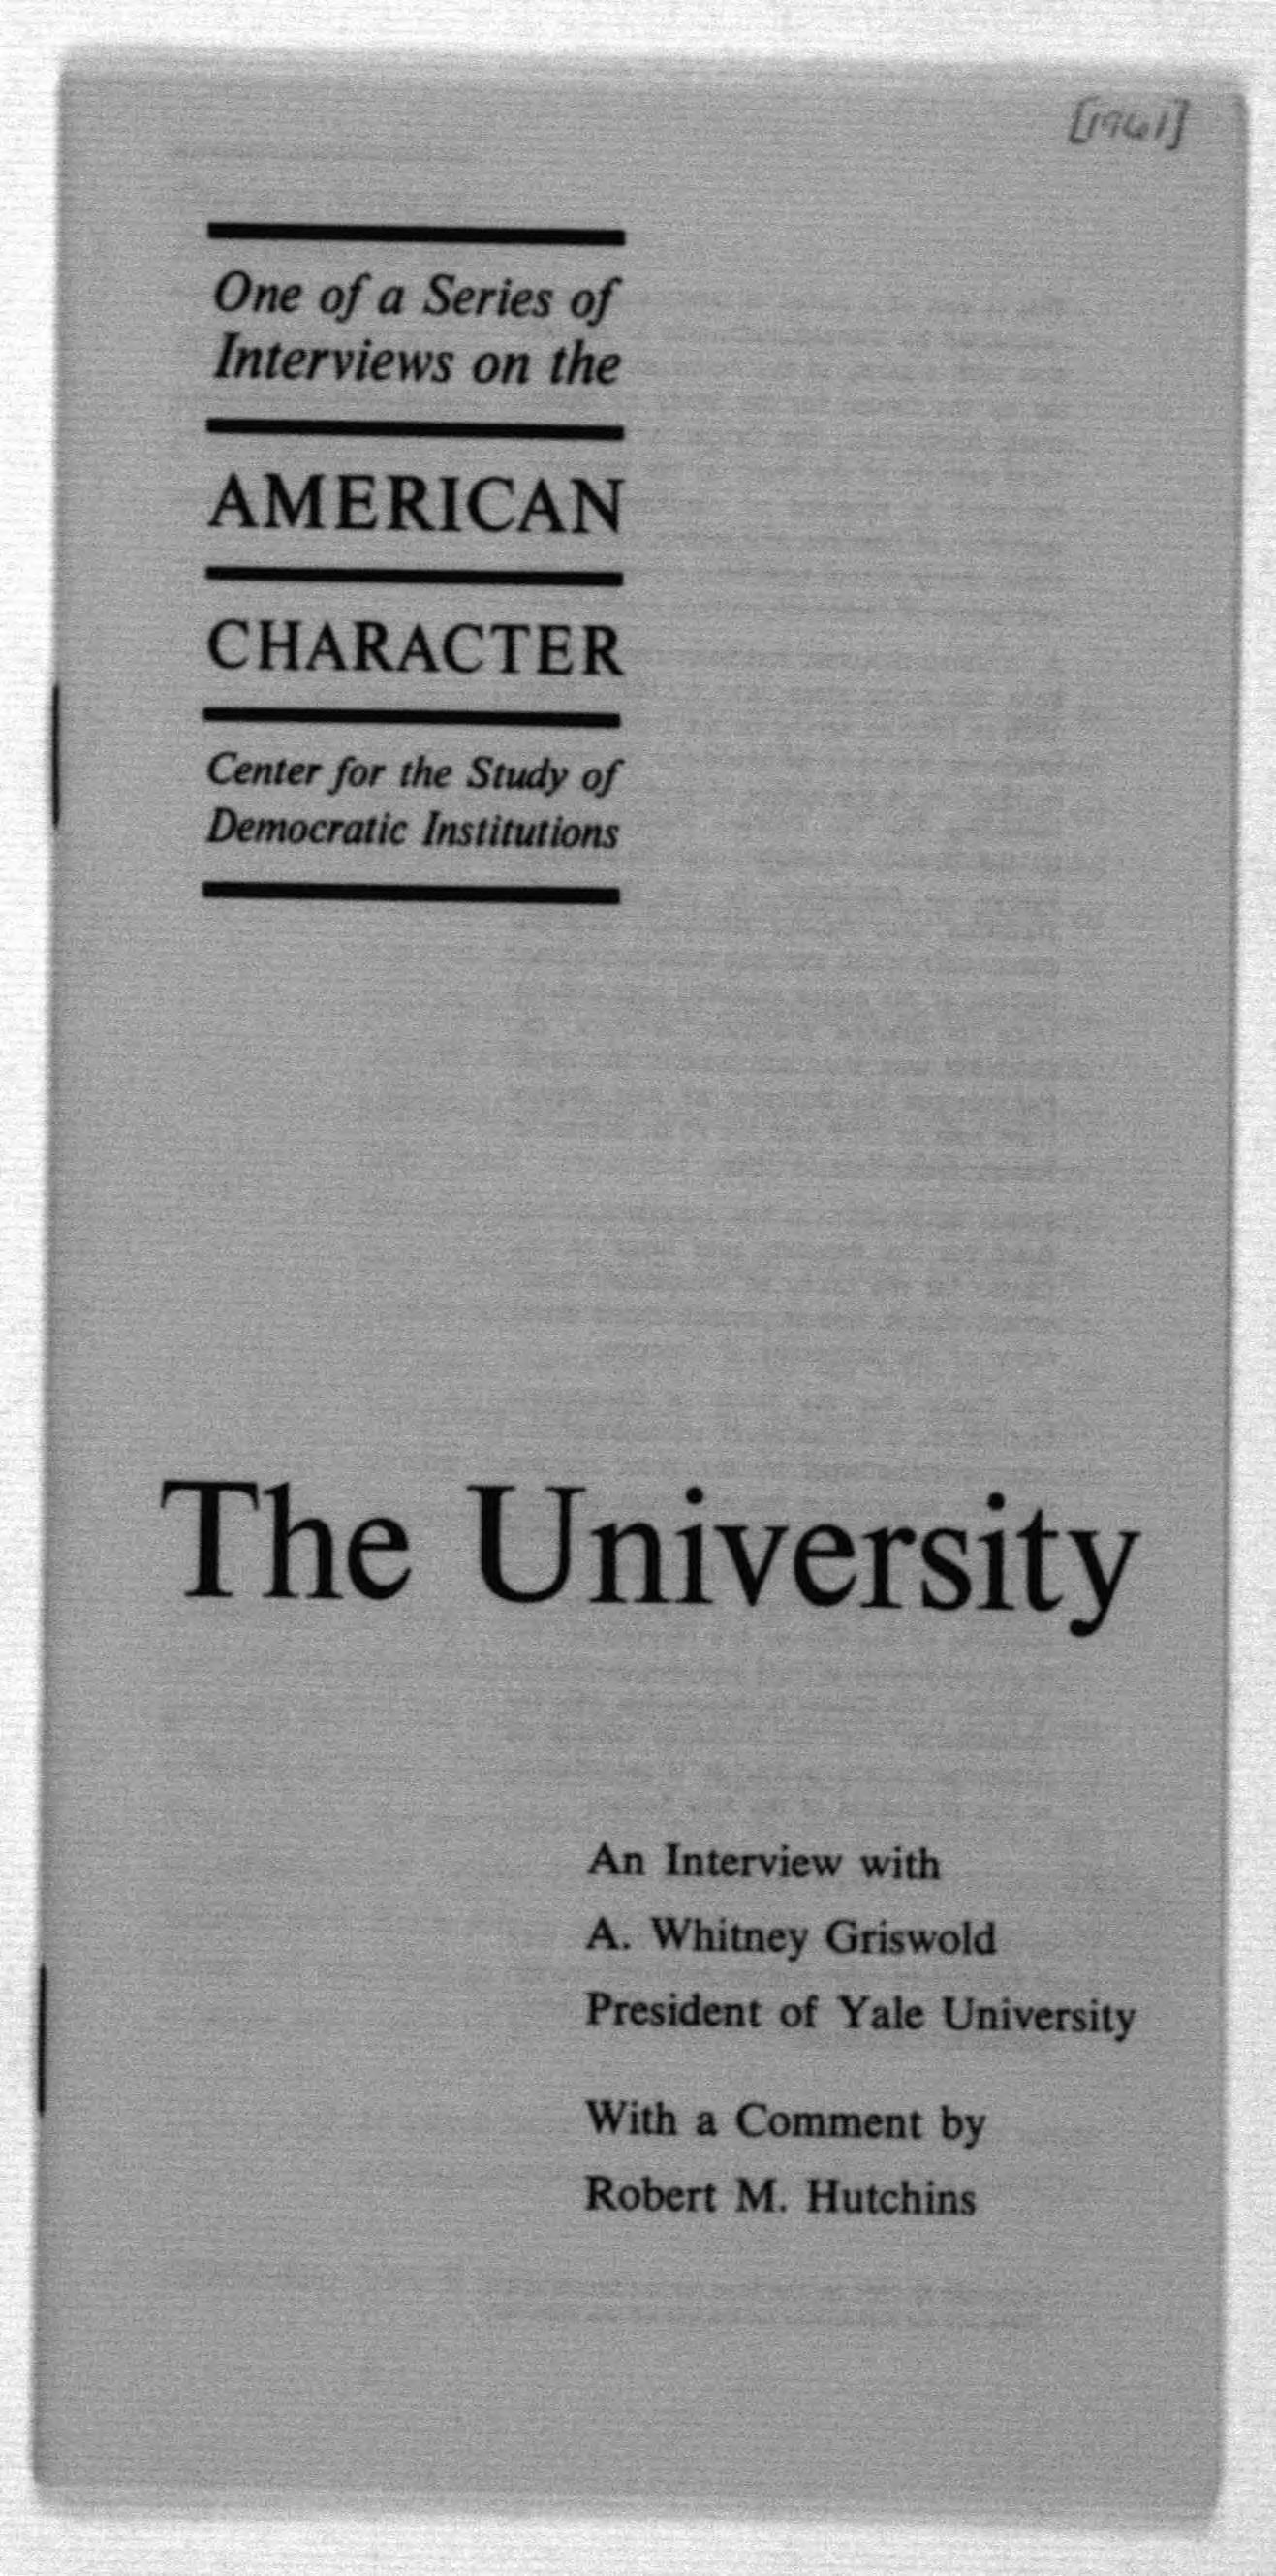 [1961]
One of a Series of
Interviews on the
AMERICAN
CHARACTER
Center for the Study of
Democratic Institutions
The University
An Interview with
A. Whitney Griswold
President of Yale University
With a Comment by
Robert M. Hutchins